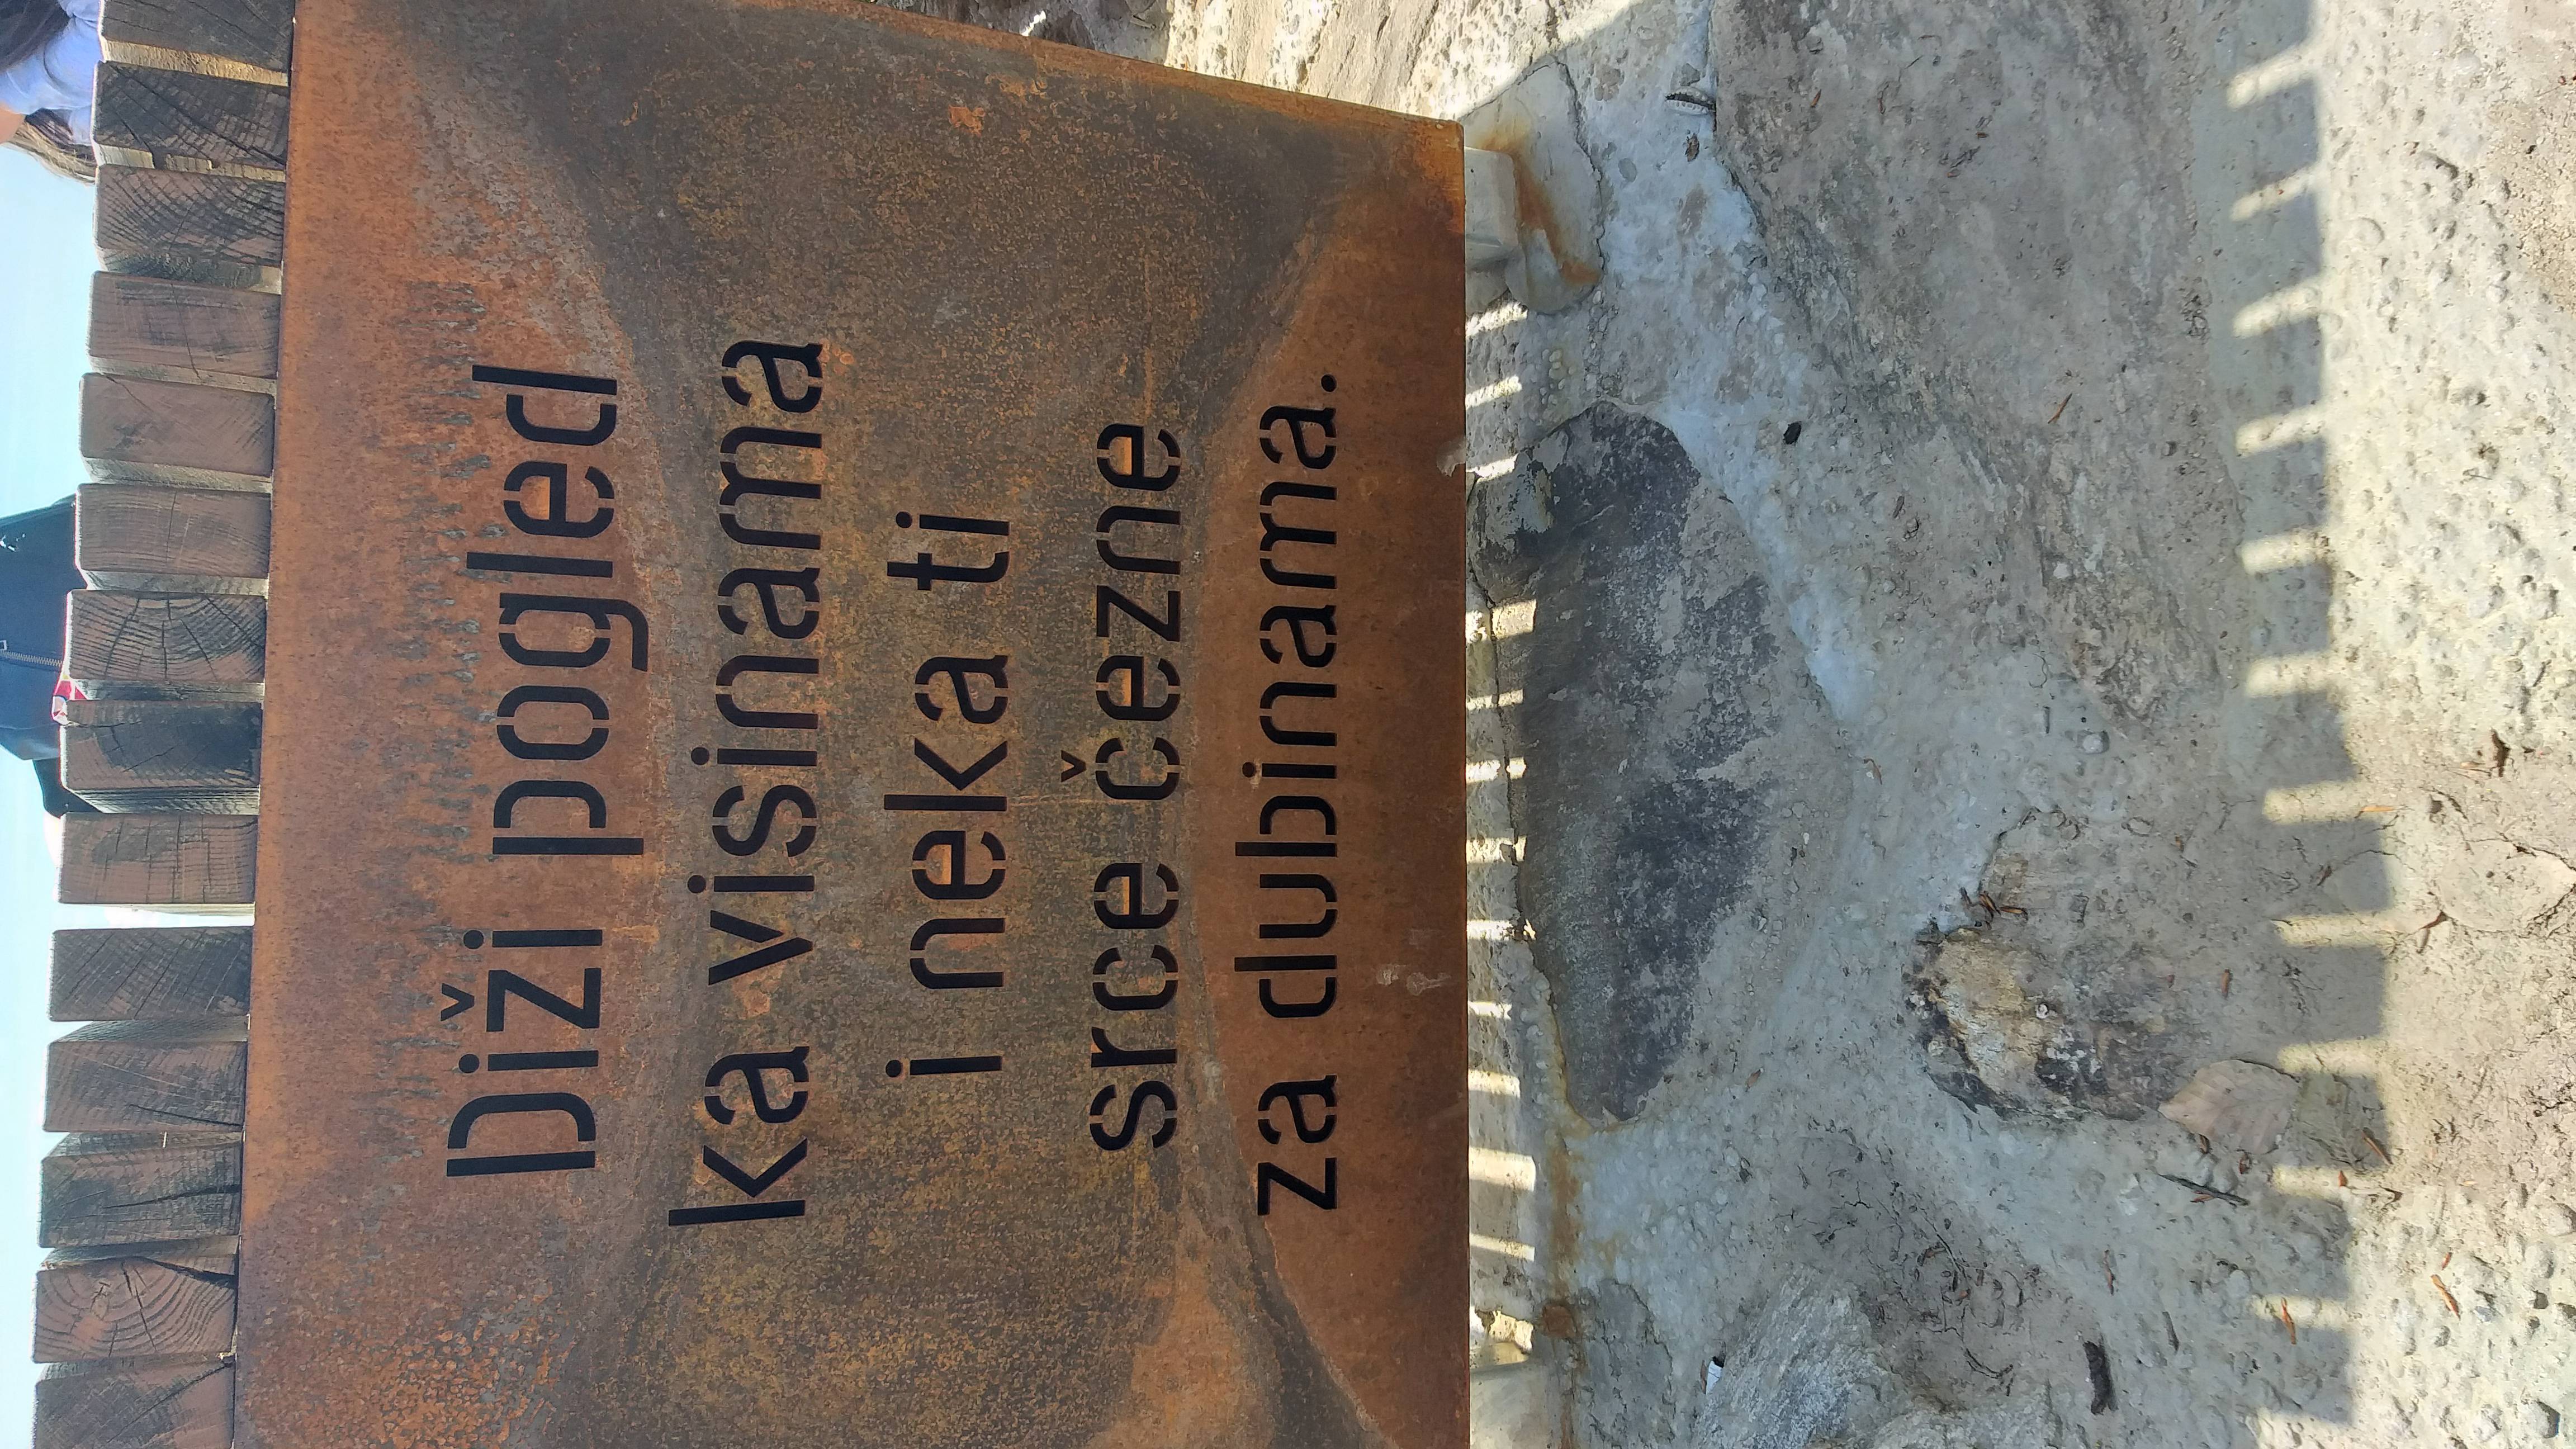 Diži pogled
ka visinama
i neka ti
srce čezne
za dubinama.